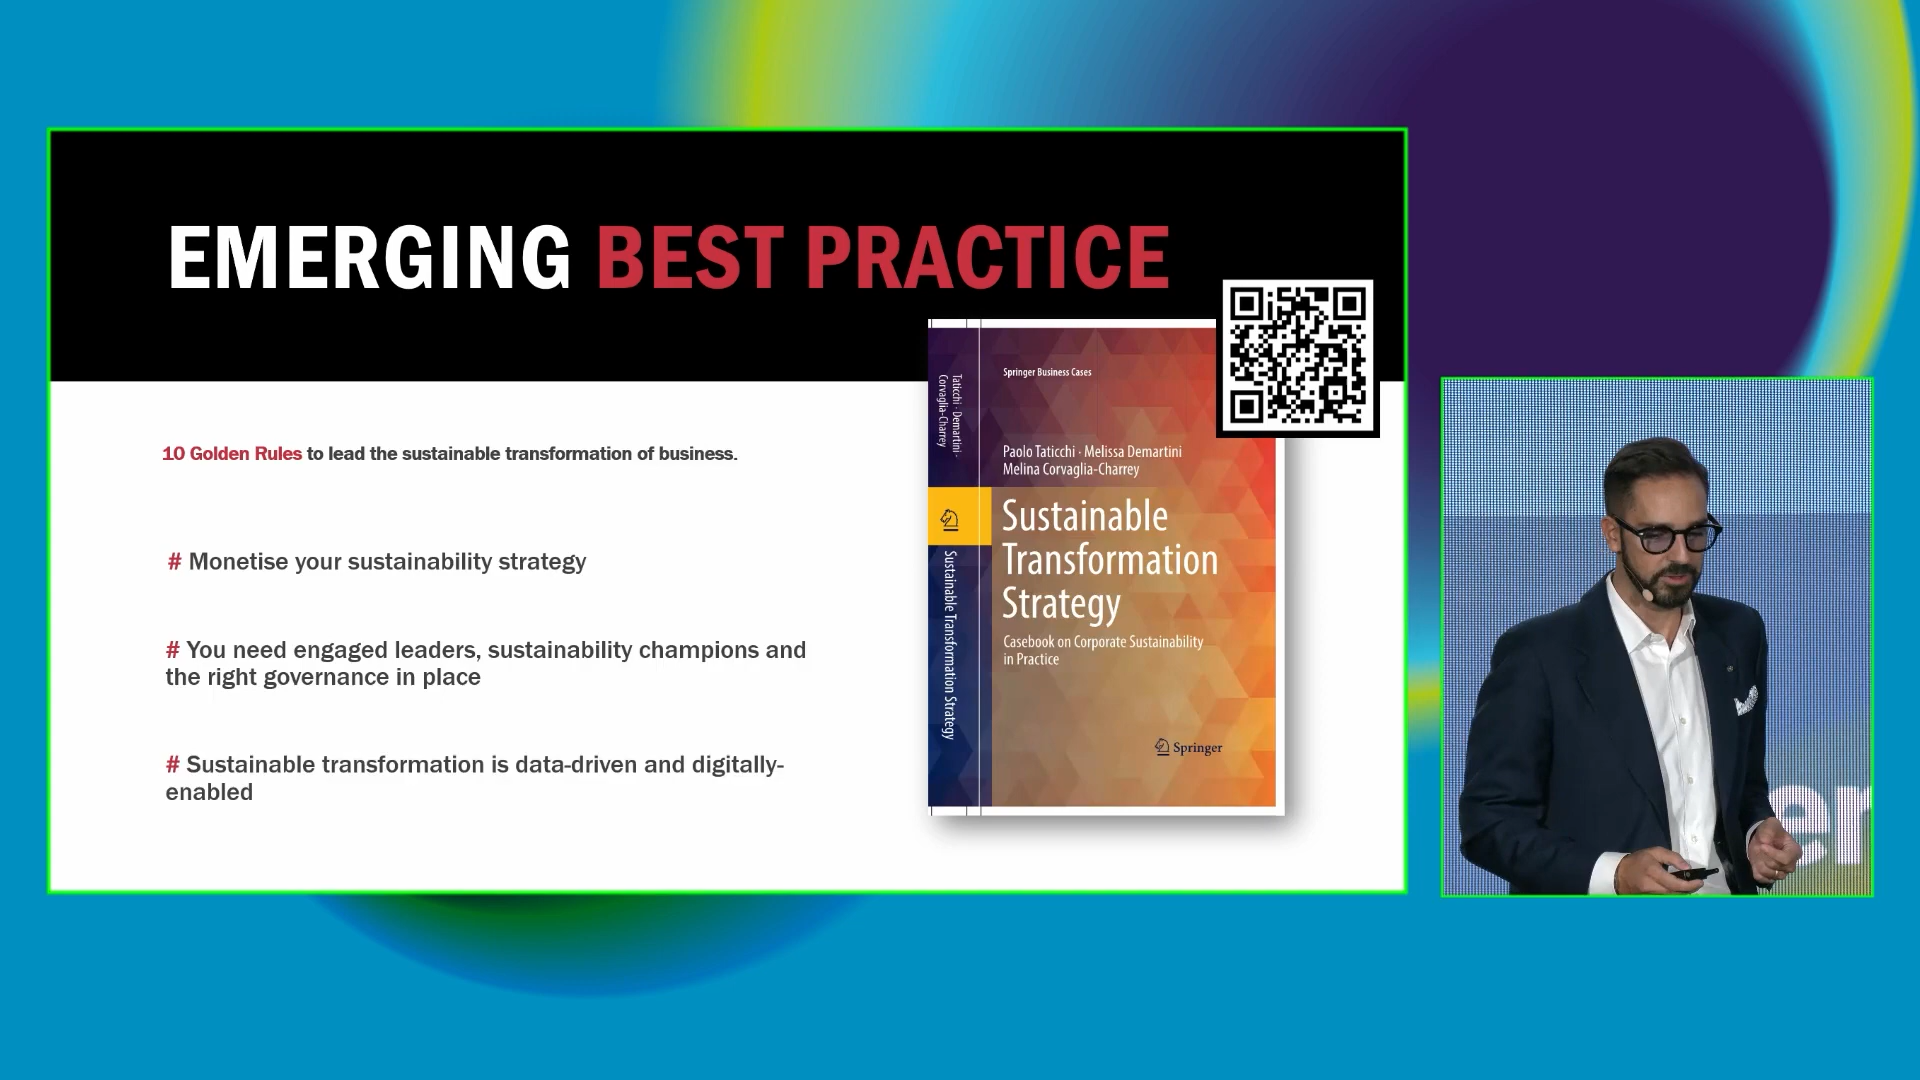 EMERGING BEST PRACTICE
10 Golden Rules to lead the sustainable transformation of business.
# Monetise your sustainability strategy
# You need engaged leaders, sustainability champions and
the right governance in place
# Sustainable transformation is data-driven and digitally-
enabled
Taticchi · Demartini ·
Corvaglia-Charrey
Sustainable Transformation Strategy
Springer Business Cases
Paolo Taticchi · Melissa Demartini
Melina Corvaglia-Charrey
Sustainable
Transformation
Strategy
Casebook on Corporate Sustainability
in Practice
Springer
er